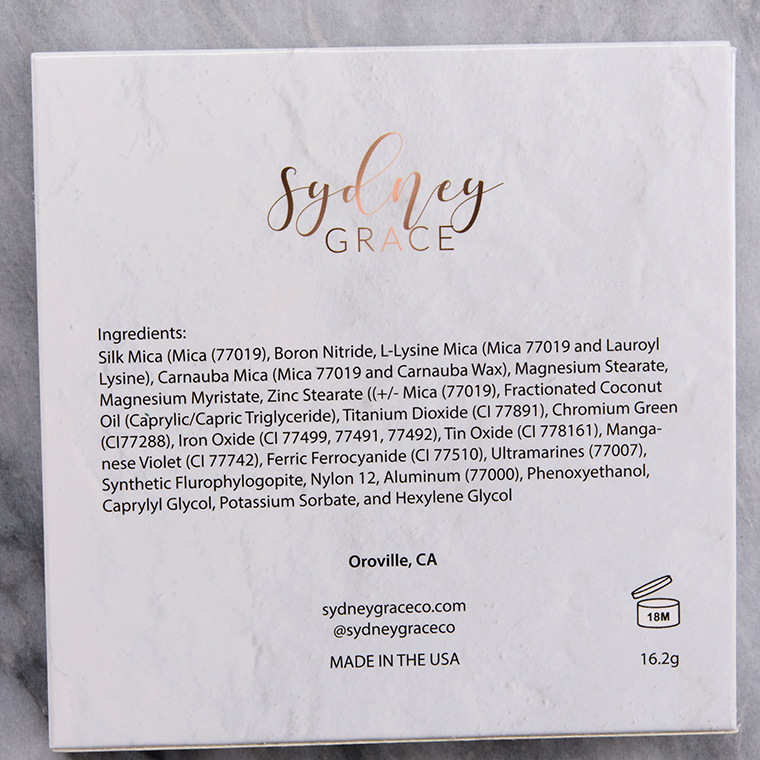 Sydney
GRACE
Ingredients:
Silk Mica (Mica (77019), Boron Nitride, L-Lysine Mica (Mica 77019 and Lauroyl
Lysine), Carnauba Mica (Mica 77019 and Carnauba Wax), Magnesium Stearate,
Magnesium Myristate, Zinc Stearate ((+/- Mica (77019), Fractionated Coconut
Oil (Caprylic/Capric Triglyceride), Titanium Dioxide (CI 77891), Chromium Green
(CI77288), Iron Oxide (CI 77499, 77491, 77492), Tin Oxide (CI 778161), Manga-
nese Violet (CI 77742), Ferric Ferrocyanide (CI 77510), Ultramarines (77007),
Synthetic Flurophylogopite, Nylon 12, Aluminum (77000), Phenoxyethanol,
Caprylyl Glycol, Potassium Sorbate, and Hexylene Glycol
Oroville, CA
sydneygraceco.com
@sydneygraceco
MADE IN THE USA
18M
16.2g